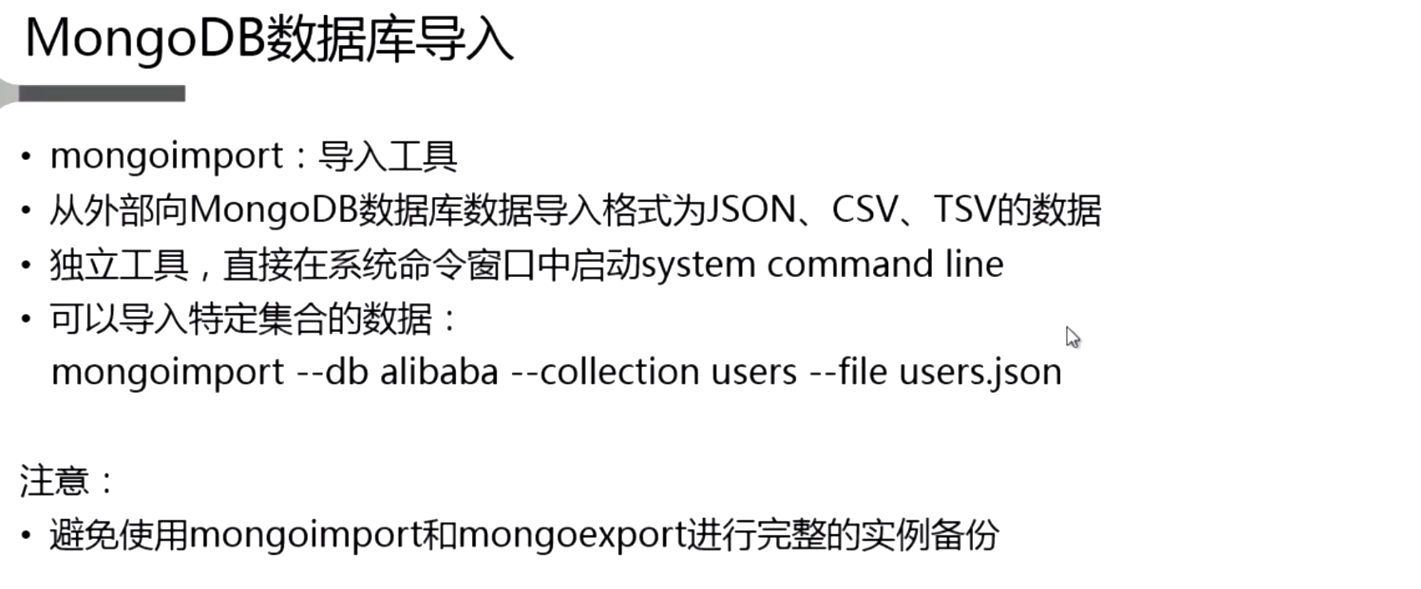 MongoDB数据库导入
• mongoimport：导入工具
• 从外部向MongoDB数据库数据导入格式为JSON、CSV、TSV的数据
• 独立工具，直接在系统命令窗口中启动system command line
• 可以导入特定集合的数据：
mongoimport --db alibaba --collection users --file users.json
注意：
• 避免使用mongoimport和mongoexport进行完整的实例备份